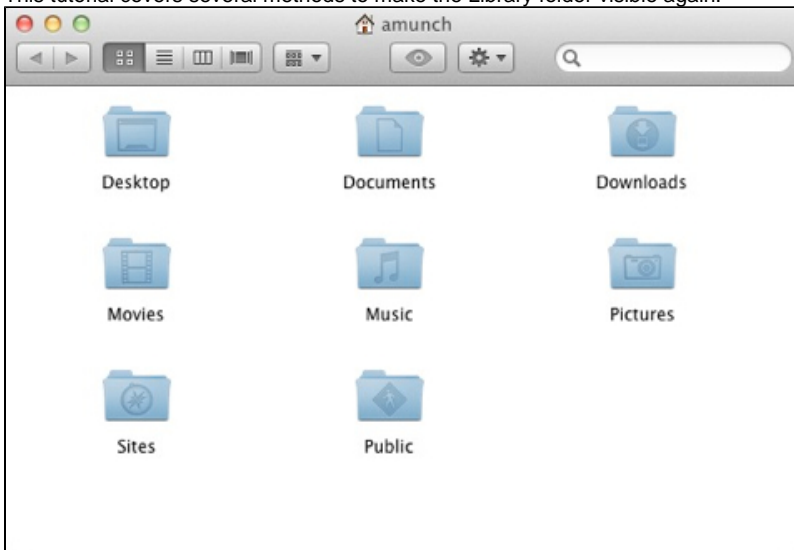 This tutorial covers several methods to make the Library folder visible again.
amunch
Desktop Documents Downloads
Movies Music Pictures
Sites Public